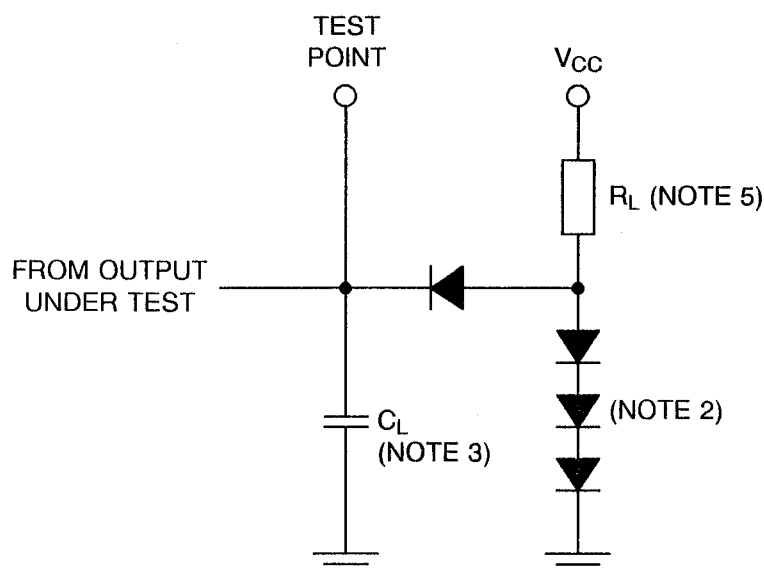 TEST
POINT
VCC
RL (NOTE 5)
FROM OUTPUT
UNDER TEST
(NOTE 2)
CL
(NOTE 3)